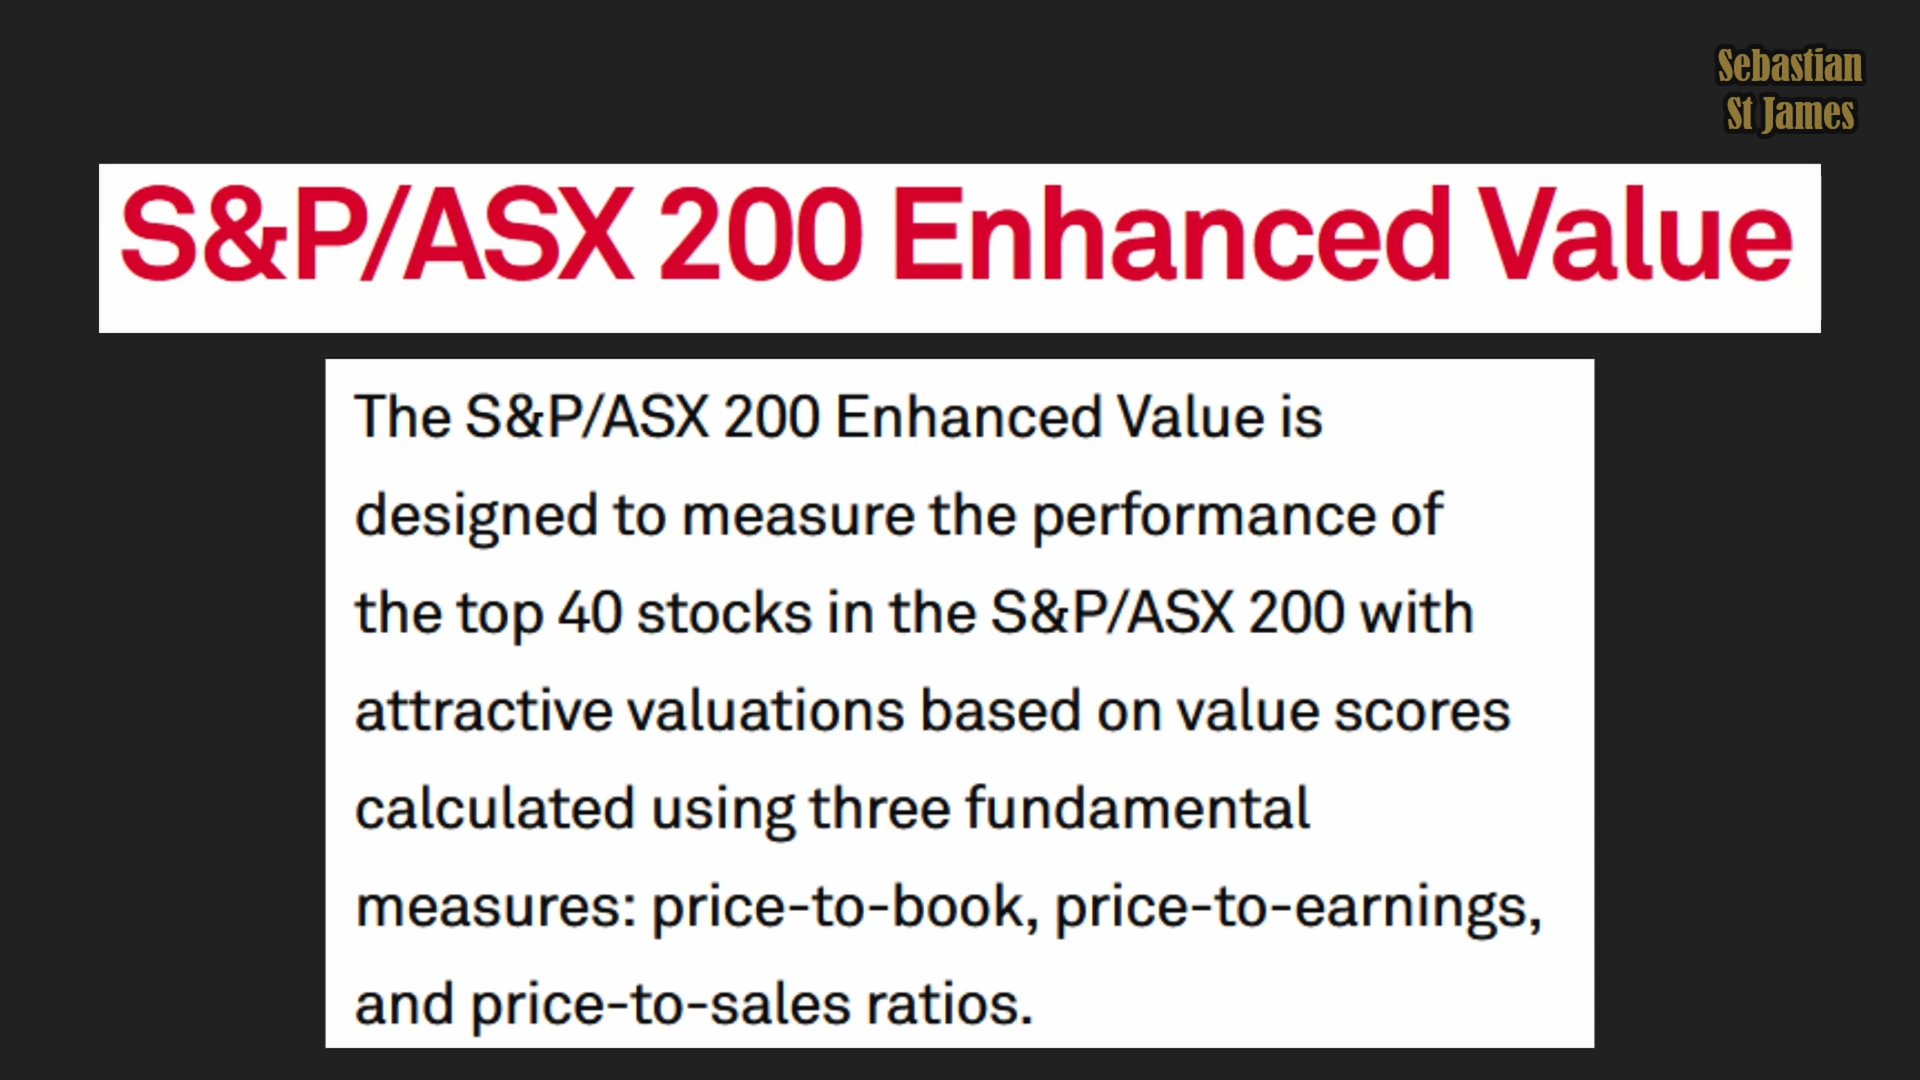 Sebastian
St James
S&P/ASX 200 Enhanced Value
The S&P/ASX 200 Enhanced Value is
designed to measure the performance of
the top 40 stocks in the S&P/ASX 200 with
attractive valuations based on value scores
calculated using three fundamental
measures: price-to-book, price-to-earnings,
and price-to-sales ratios.